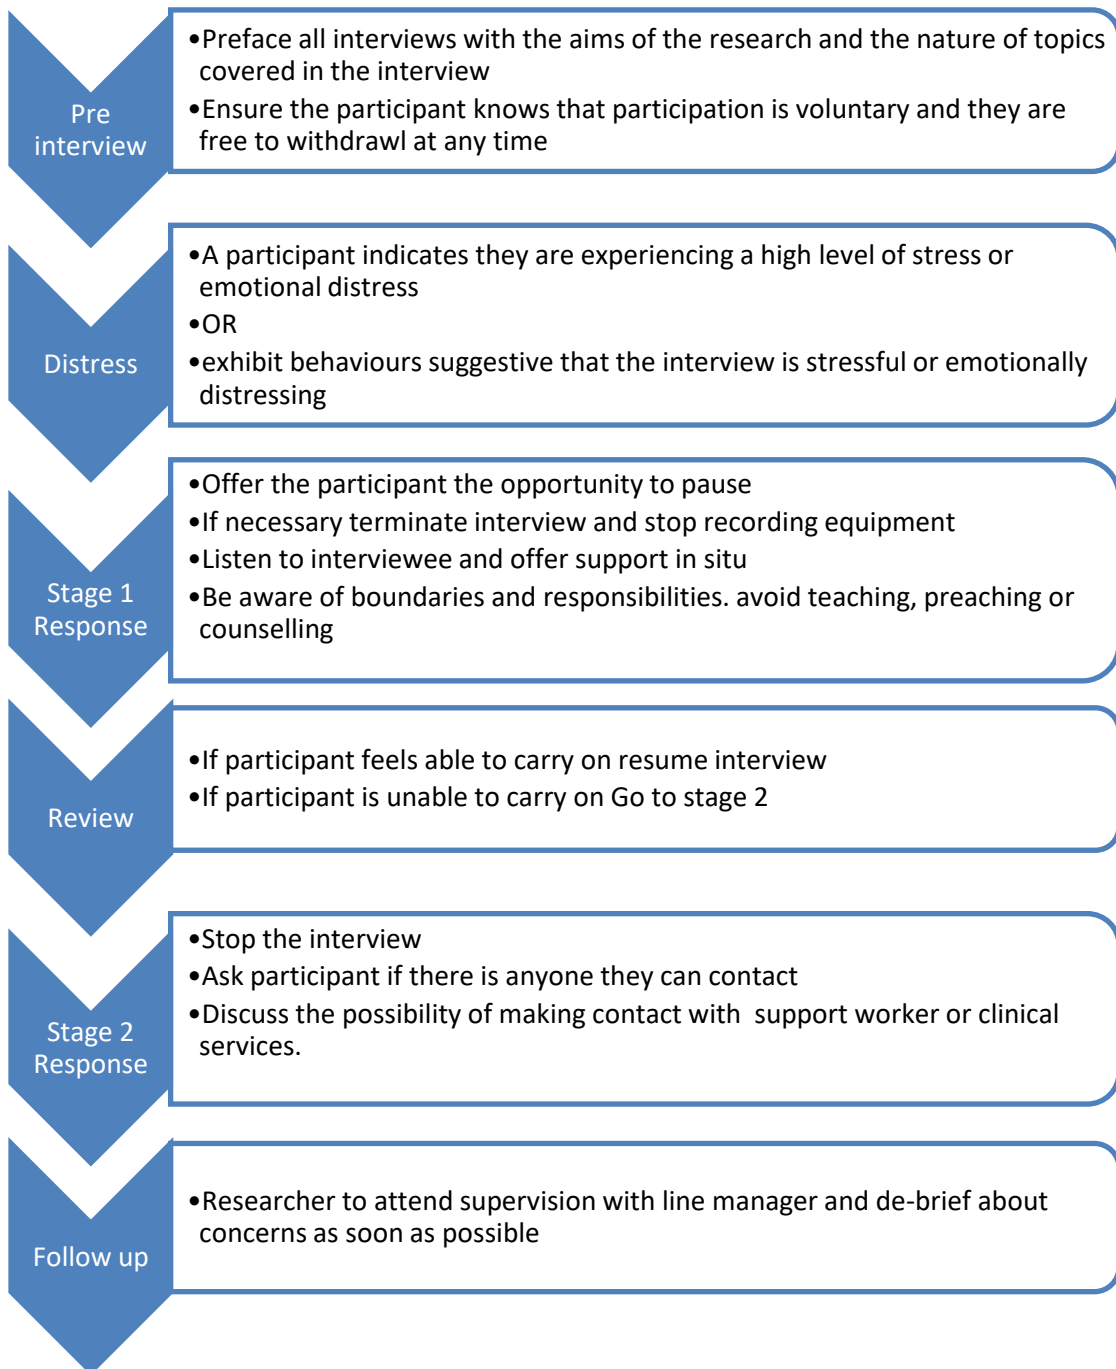 Pre
interview
•Preface all interviews with the aims of the research and the nature of topics
covered in the interview
•Ensure the participant knows that participation is voluntary and they are
free to withdrawl at any time
Distress
•A participant indicates they are experiencing a high level of stress or
emotional distress
•OR
•exhibit behaviours suggestive that the interview is stressful or emotionally
distressing
Stage 1
Response
•Offer the participant the opportunity to pause
•If necessary terminate interview and stop recording equipment
•Listen to interviewee and offer support in situ
•Be aware of boundaries and responsibilities. avoid teaching, preaching or
counselling
Review
•If participant feels able to carry on resume interview
•If participant is unable to carry on Go to stage 2
Stage 2
Response
•Stop the interview
•Ask participant if there is anyone they can contact
•Discuss the possibility of making contact with  support worker or clinical
services.
Follow up
•Researcher to attend supervision with line manager and de-brief about
concerns as soon as possible